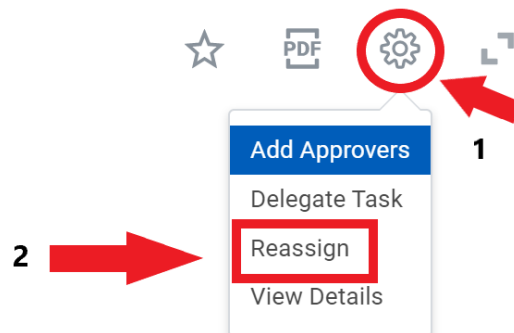 PDF
1
Add Approvers
Delegate Task
2
Reassign
View Details